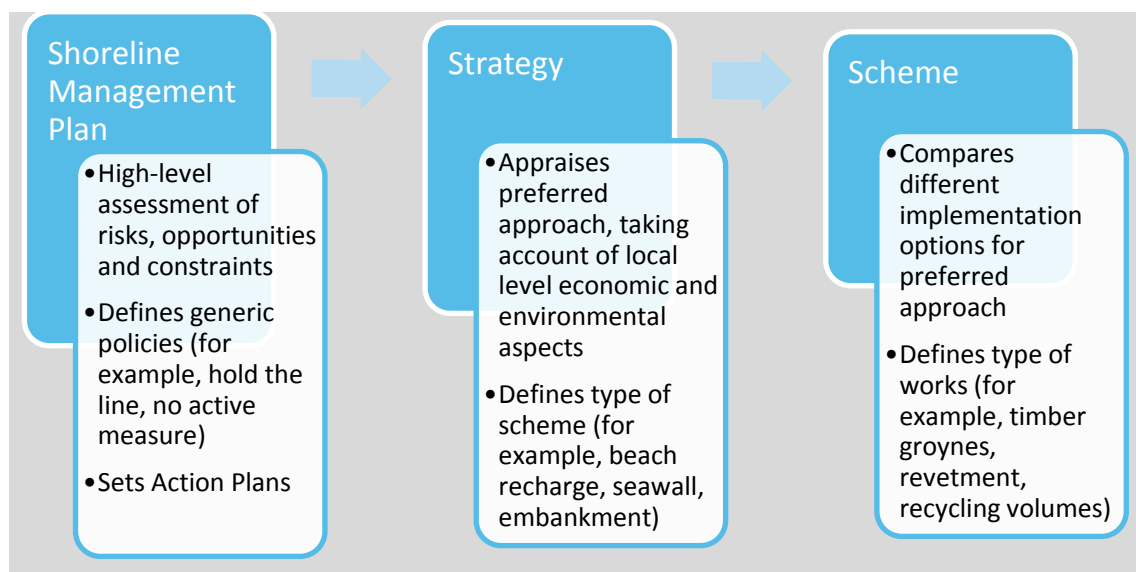 Shoreline
Management
Plan
•High-level
assessment of
risks, opportunities
and constraints
•Defines generic
policies (for
example, hold the
line, no active
measure)
•Sets Action Plans
Strategy
•Appraises
preferred
approach, taking
account of local
level economic and
environmental
aspects
•Defines type of
scheme (for
example, beach
recharge, seawall,
embankment)
Scheme
•Compares
different
implementation
options for
preferred
approach
•Defines type of
works (for
example, timber
groynes,
revetment,
recycling volumes)